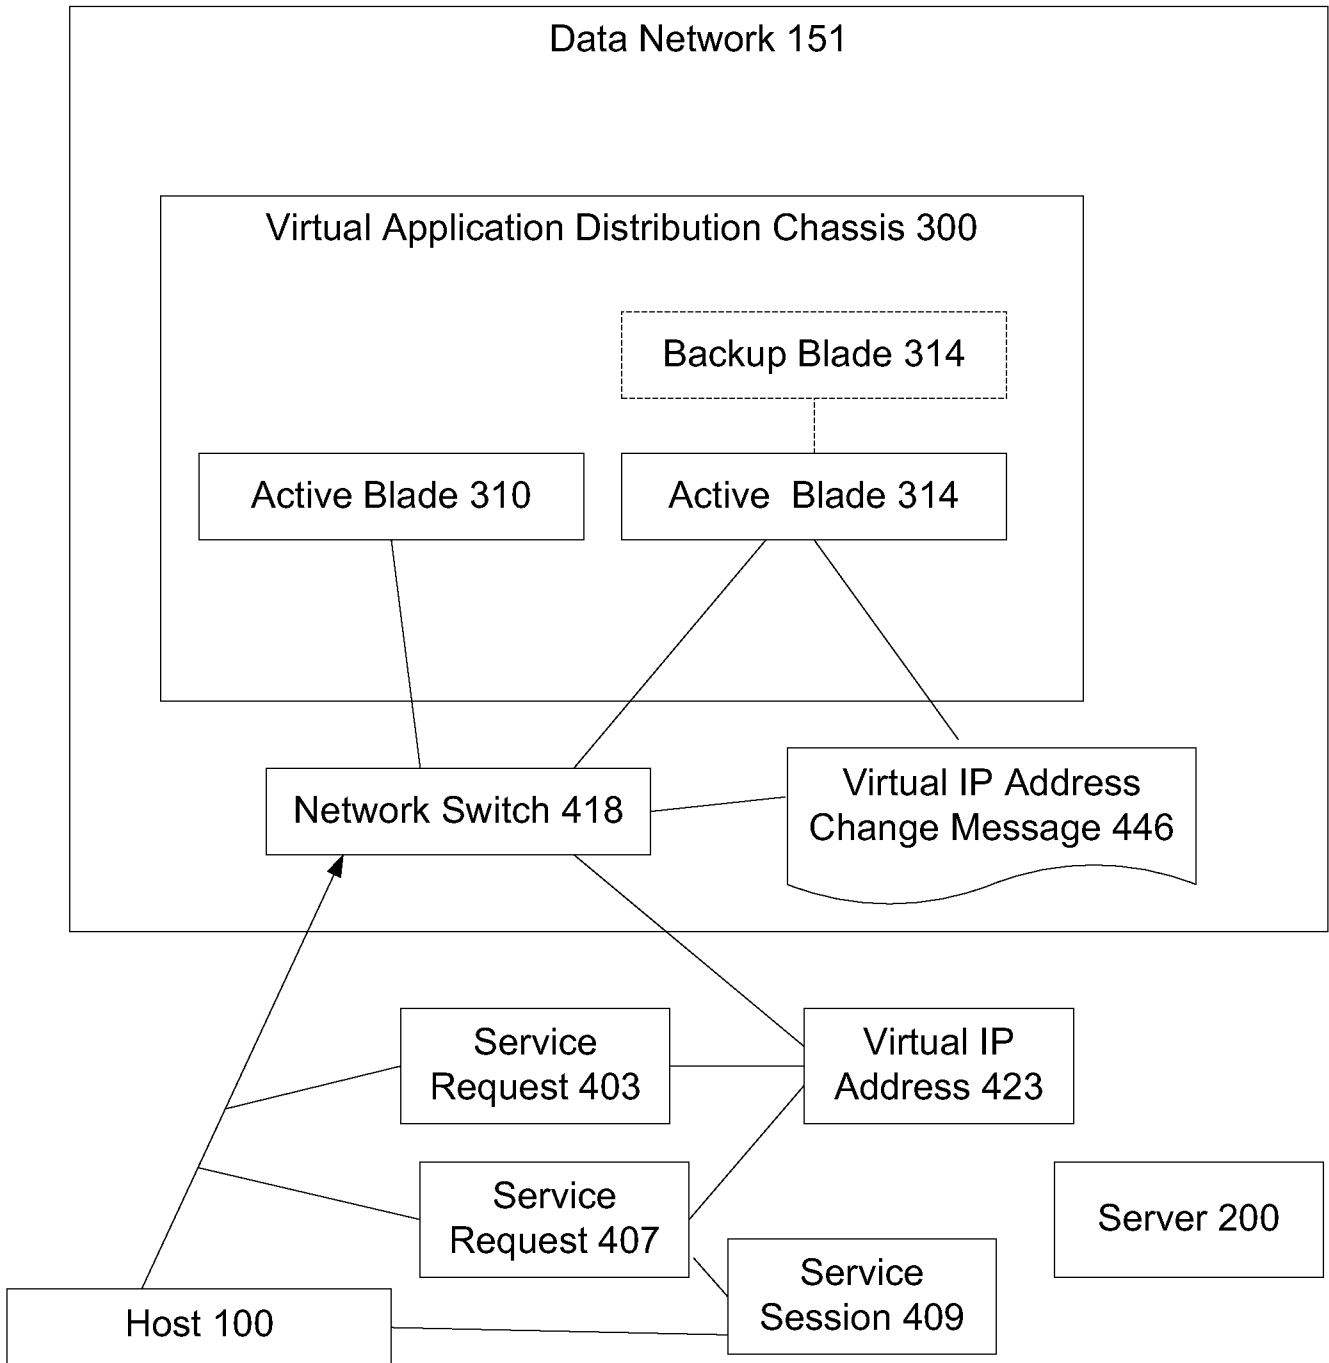 Data Network 151
Virtual Application Distribution Chassis 300
Backup Blade 314
Active Blade 310
Active Blade 314
Network Switch 418
Virtual IP Address
Change Message 446
Service
Request 403
Virtual IP
Address 423
Service
Request 407
Server 200
Service
Session 409
Host 100